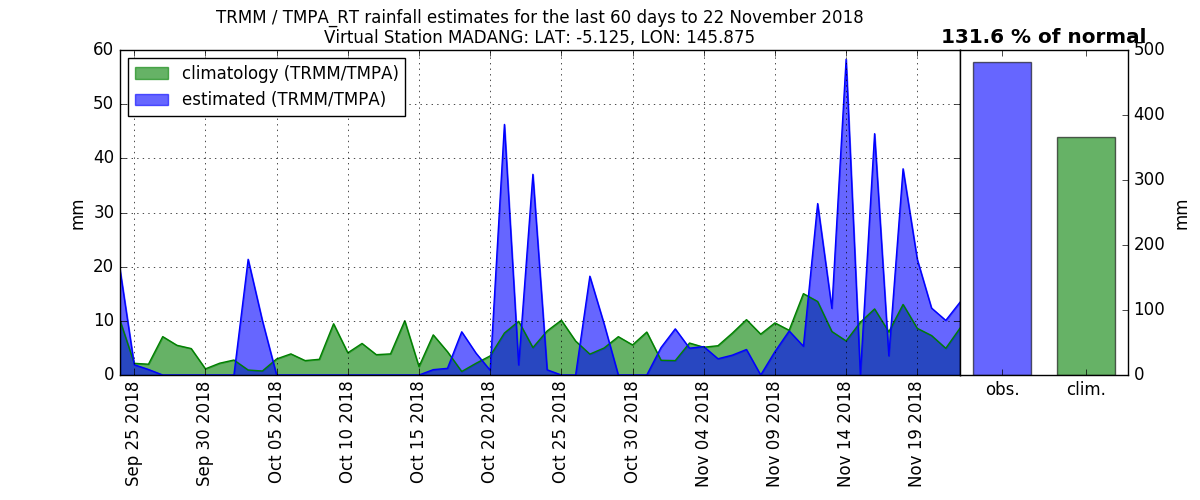 TRMM / TMPA_RT rainfall estimates for the last 60 days to 22 November 2018
Virtual Station MADANG: LAT: -5.125, LON: 145.875
131.6 % of normal
climatology (TRMM/TMPA)
estimated (TRMM/TMPA)
mm
60
50
40
30
20
10
0
Sep 25 2018
Sep 30 2018
Oct 05 2018
Oct 10 2018
Oct 15 2018
Oct 20 2018
Oct 25 2018
Oct 30 2018
Nov 04 2018
Nov 09 2018
Nov 14 2018
Nov 19 2018
obs.
clim.
500
400
300
200
100
0
mm